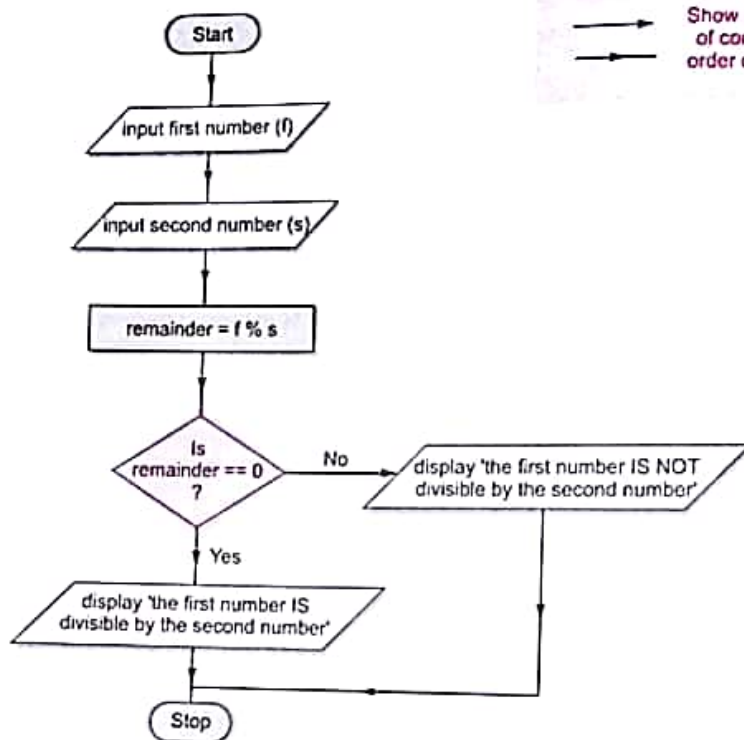 Start
Show
of
order
input first number (f)
input second number (s)
remainder = f % s
Is
remainder == 0
?
No
display 'the first number IS NOT
divisible by the second number'
Yes
display 'the first number IS
divisible by the second number'
Stop